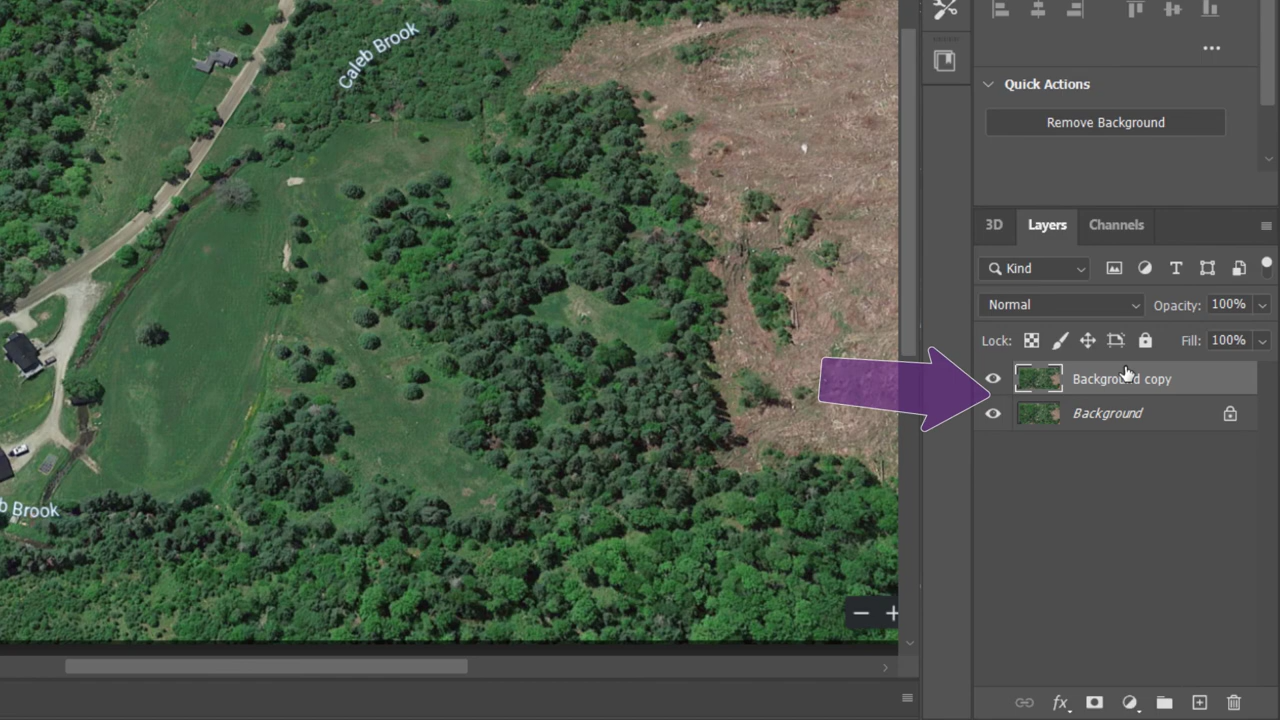 Caleb Brook
b Brook
Quick Actions
Remove Background
3D Layers Channels
Kind
Normal Opacity: 100%
Lock: Fill: 100%
Background copy
Background
fx